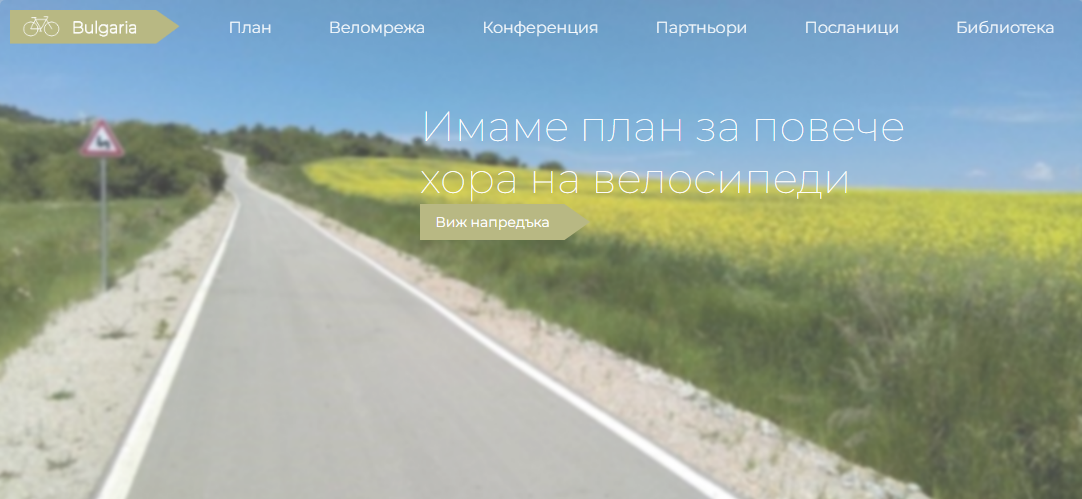 Bulgaria
План
Веломрежа
Конференция
Партньори
Посланици
Библиотека
Имаме план за повече
хора на велосипеди
Виж напредъка